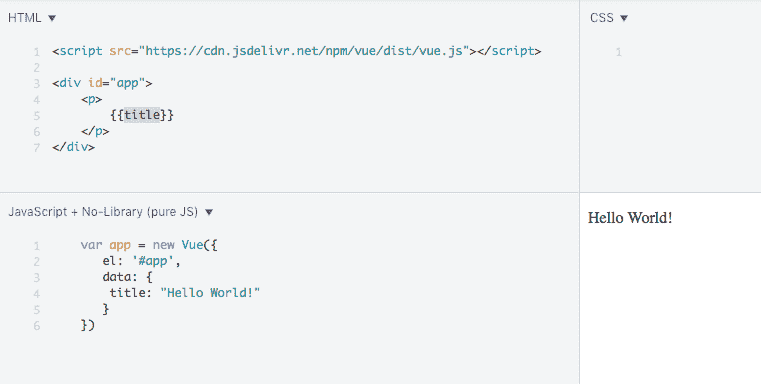 HTML ▼
CSS ▼
1 <script src="https://cdn.jsdelivr.net/npm/vue/dist/vue.js"></script>
2
3 <div id="app">
4     <p>
5         {{title}}
6     </p>
7 </div>
1
JavaScript + No-Library (pure JS) ▼
1 var app = new Vue({
2    el: '#app',
3    data: {
4     title: "Hello World!"
5    }
6 })
Hello World!